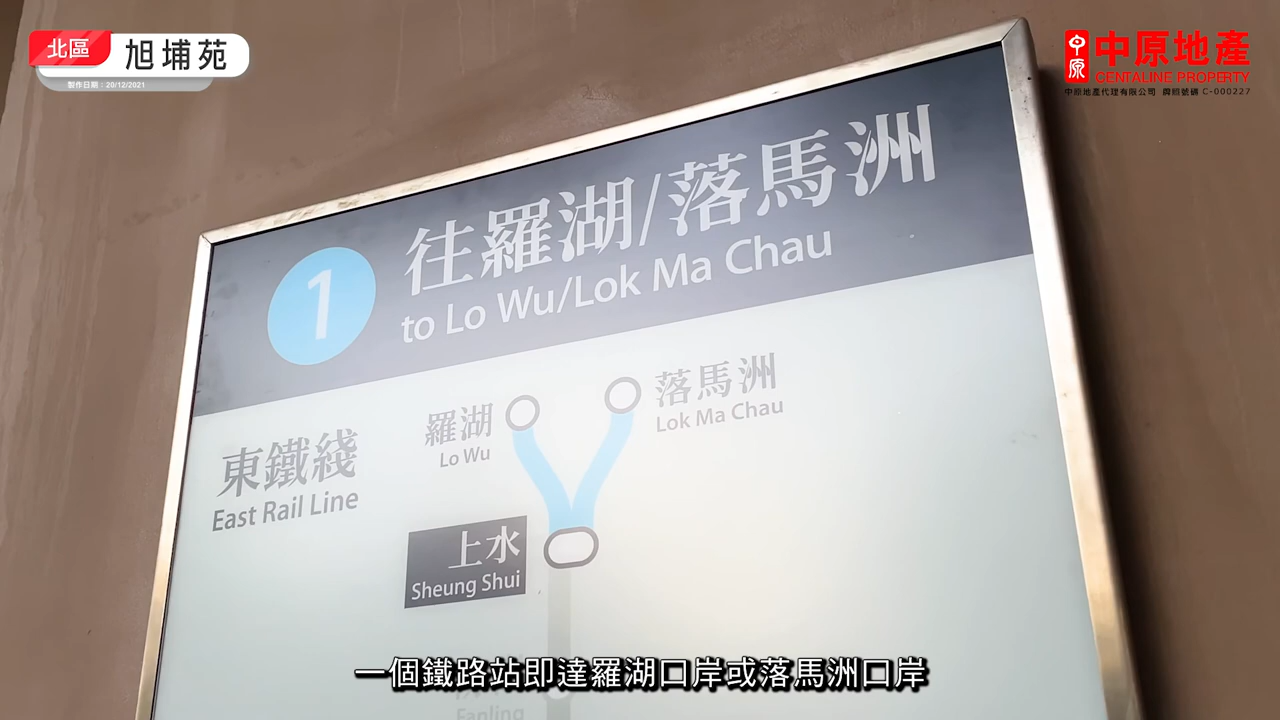 北區
旭埔苑
製作日期：20/12/2021
中原
中原地產
CENTALINE PROPERTY
中原地產代理有限公司 牌照號碼 C-000227
1
往羅湖/落馬洲
to Lo Wu/Lok Ma Chau
落馬洲
Lok Ma Chau
羅湖
Lo Wu
東鐵綫
East Rail Line
上水
Sheung Shui
一個鐵路站即達羅湖口岸或落馬洲口岸
Fanling